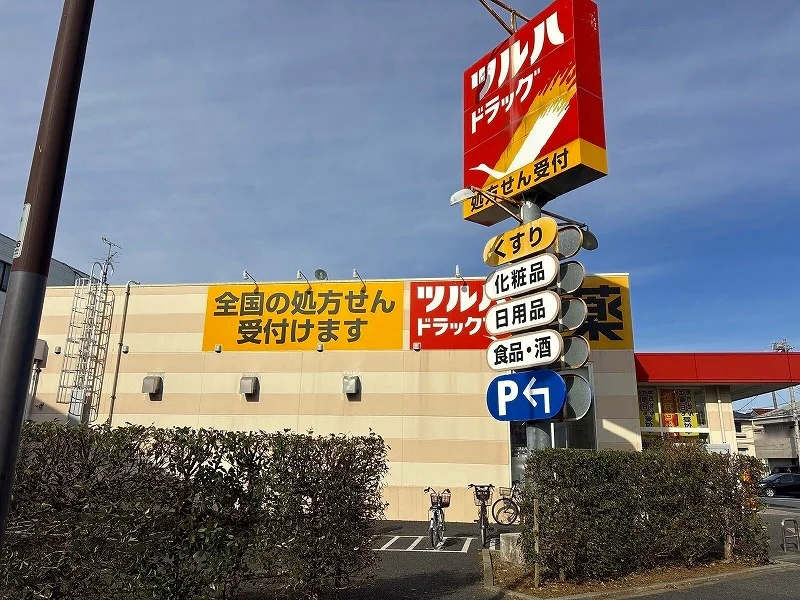 ツルハ
ドラッグ
処方せん受付
くすり
化粧品
日用品
食品・酒
P
全国の処方せん
受付けます
ツルハ
ドラッグ
薬